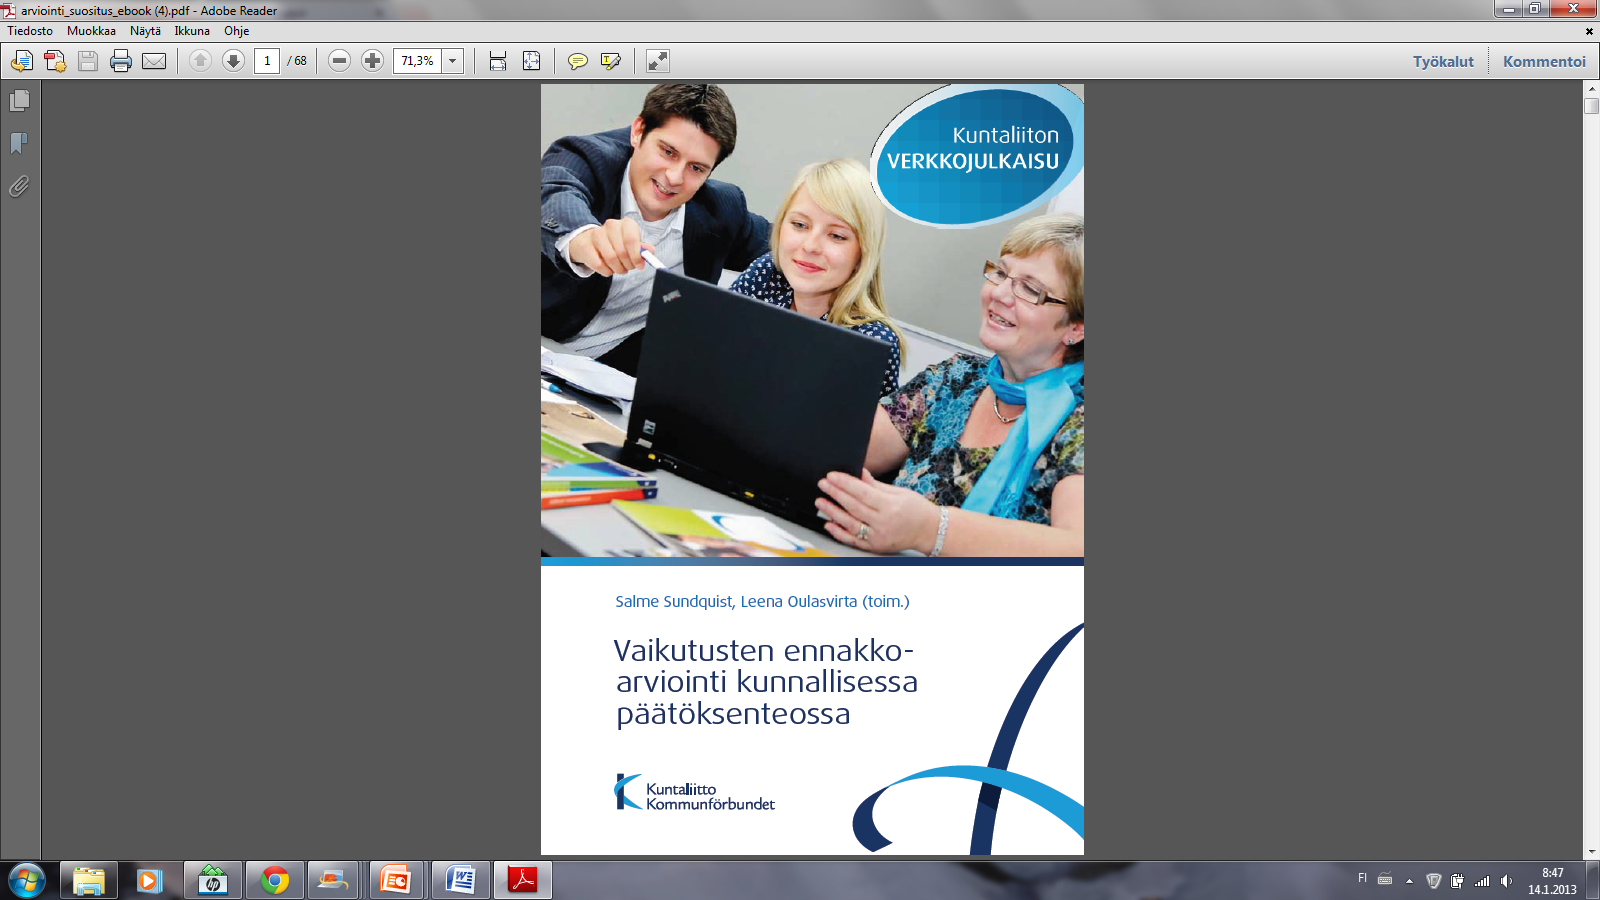 arviointi_suositus_ebook (4).pdf - Adobe Reader
Tiedosto Muokkaa Näytä Ikkuna Ohje
1 / 68 71,3% Työkalut Kommentoi
Kuntaliiton
VERKKOJULKAISU
Salme Sundquist, Leena Oulasvirta (toim.)
Vaikutusten ennakko-
arviointi kunnallisessa
päätöksenteossa
Kuntaliitto
Kommunförbundet
hp
FI 8:47
14.1.2013